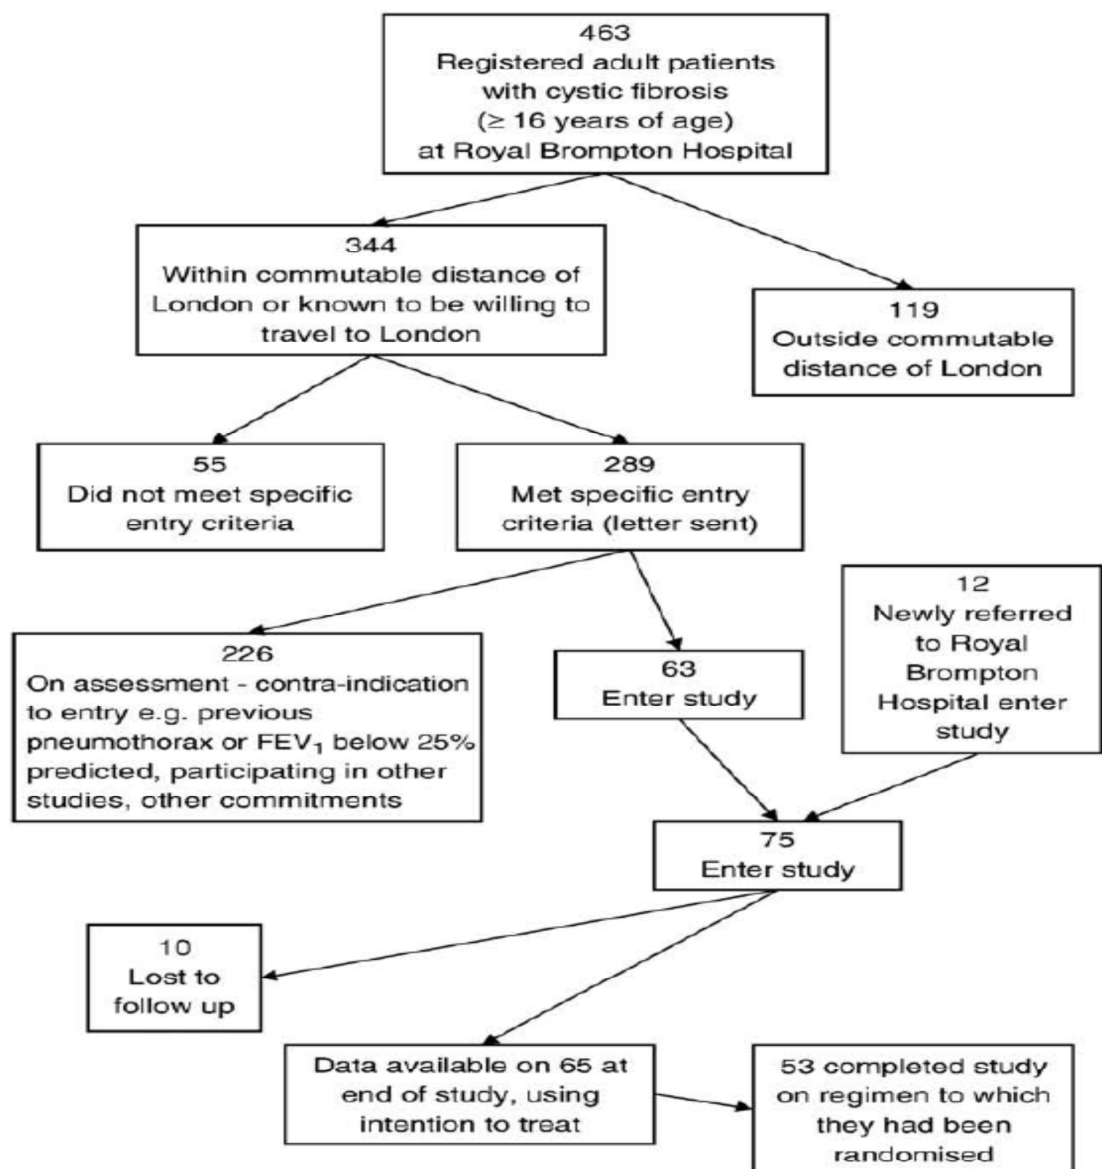 463
Registered adult patients
with cystic fibrosis
(≥ 16 years of age)
at Royal Brompton Hospital
344
Within commutable distance of
London or known to be willing to
travel to London
119
Outside commutable
distance of London
55
Did not meet specific
entry criteria
289
Met specific entry
criteria (letter sent)
226
On assessment - contra-indication
to entry e.g. previous
pneumothorax or FEV₁ below 25%
predicted, participating in other
studies, other commitments
63
Enter study
12
Newly referred
to Royal
Brompton
Hospital enter
study
75
Enter study
10
Lost to
follow up
Data available on 65 at
end of study, using
intention to treat
53 completed study
on regimen to which
they had been
randomised